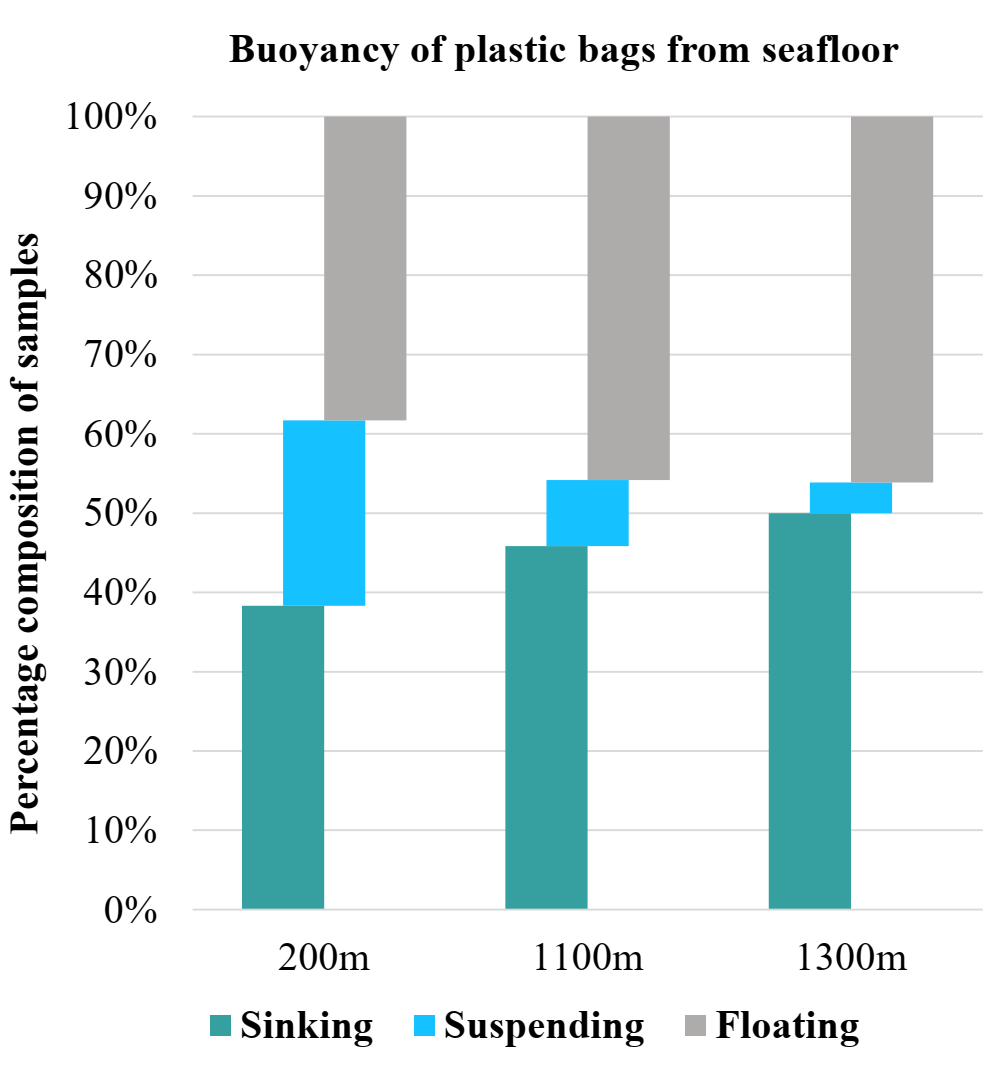 Buoyancy of plastic bags from seafloor
Percentage composition of samples
100%
90%
80%
70%
60%
50%
40%
30%
20%
10%
0%
200m 1100m 1300m
Sinking Suspending Floating